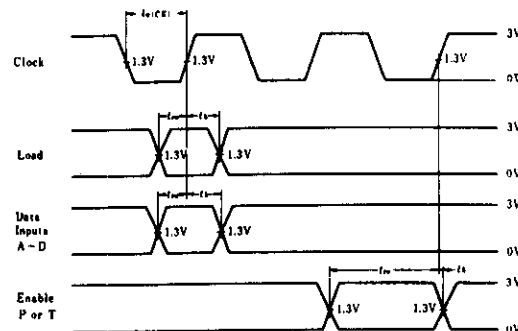 tw(CK)
3V
Clock
1.3V
1.3V
1.3V
0V
tsu
th
3V
Load
1.3V
1.3V
0V
tsu
th
3V
Data
Inputs
A~D
1.3V
1.3V
0V
tsu
th
3V
Enable
P or T
1.3V
1.3V
0V